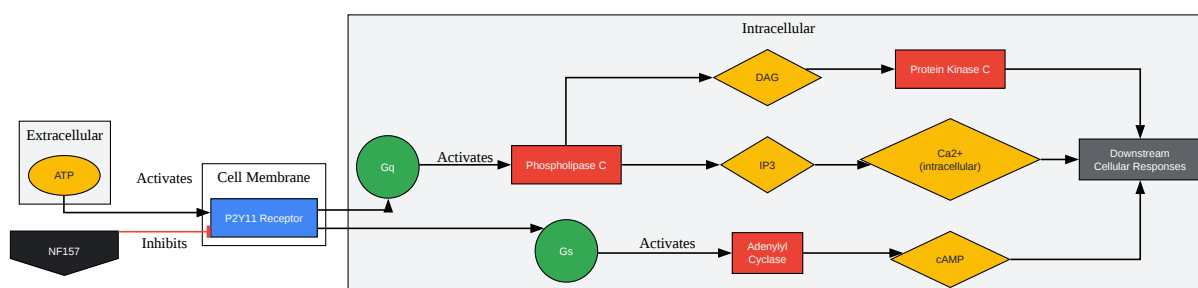 Intracellular
DAG
Protein Kinase C
Extracellular
ATP
Activates
Cell Membrane
P2Y11 Receptor
NF157
Inhibits
Gq
Activates
Phospholipase C
IP3
Ca2+
(intracellular)
Downstream
Cellular Responses
Gs
Activates
Adenylyl
Cyclase
cAMP